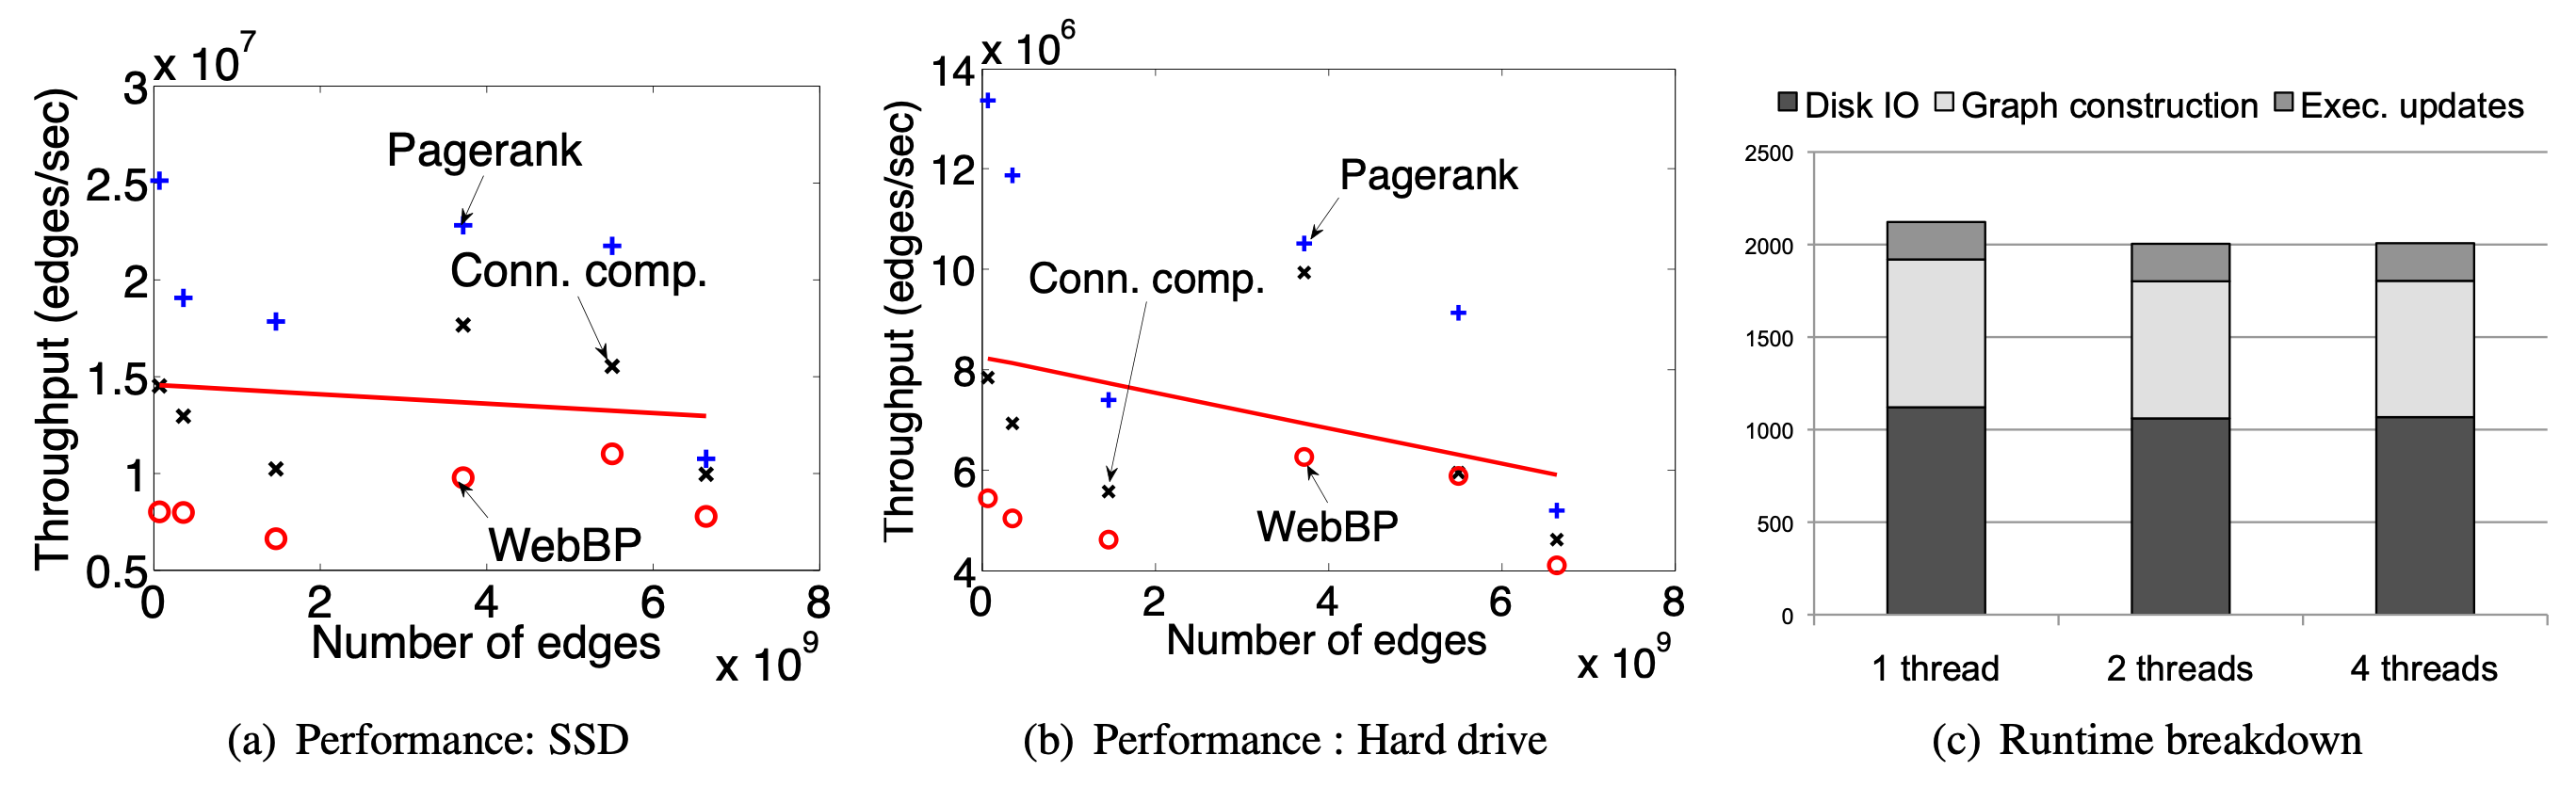 x 10^7
3
2.5
2
1.5
1
0.5
Throughput (edges/sec)
Pagerank
Conn. comp.
WebBP
0 2 4 6 8
Number of edges
x 10^9
(a) Performance: SSD
x 10^6
14
12
10
8
6
4
Throughput (edges/sec)
Pagerank
Conn. comp.
WebBP
0 2 4 6 8
Number of edges
x 10^9
(b) Performance : Hard drive
Disk IO Graph construction Exec. updates
2500
2000
1500
1000
500
0
1 thread 2 threads 4 threads
(c) Runtime breakdown